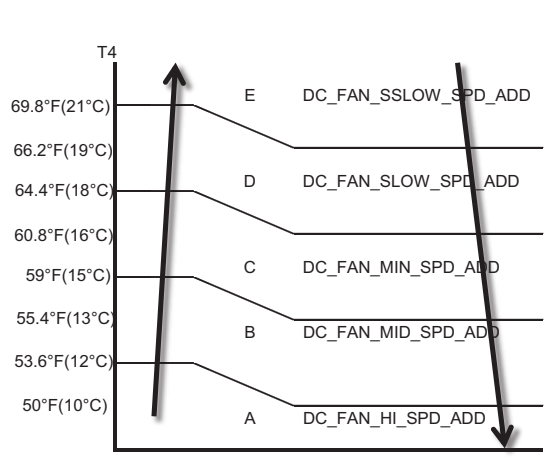 T4
E DC_FAN_SSLOW_SPD_ADD
69.8°F(21°C)
66.2°F(19°C)
D DC_FAN_SLOW_SPD_ADD
64.4°F(18°C)
60.8°F(16°C)
C DC_FAN_MIN_SPD_ADD
59°F(15°C)
55.4°F(13°C)
B DC_FAN_MID_SPD_ADD
53.6°F(12°C)
50°F(10°C)
A DC_FAN_HI_SPD_ADD